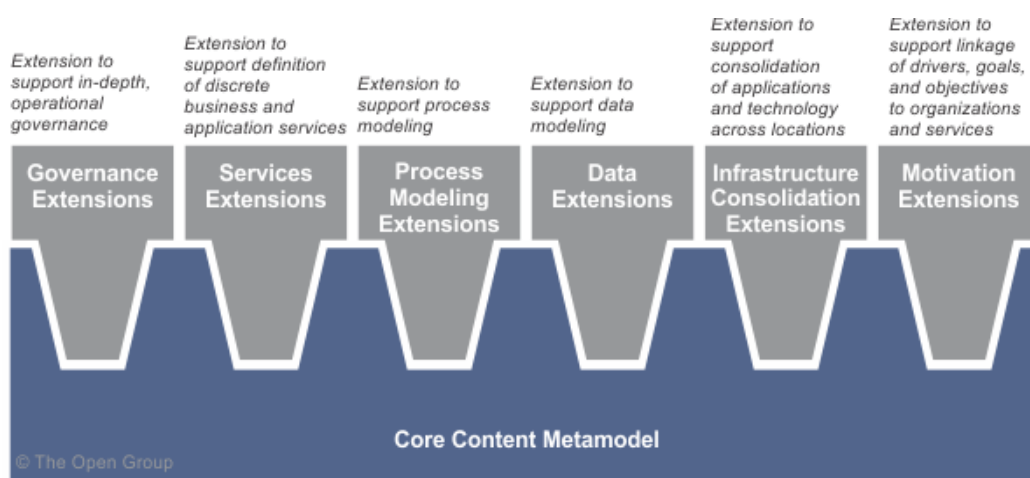 Extension to
support in-depth,
operational
governance
Extension to
support definition
of discrete
business and
application services
Extension to
support process
modeling
Extension to
support data
modeling
Extension to
support
consolidation
of applications
and technology
across locations
Extension to
support linkage
of drivers, goals,
and objectives
to organizations
and services
Governance
Extensions
Services
Extensions
Process
Modeling
Extensions
Data
Extensions
Infrastructure
Consolidation
Extensions
Motivation
Extensions
Core Content Metamodel
© The Open Group